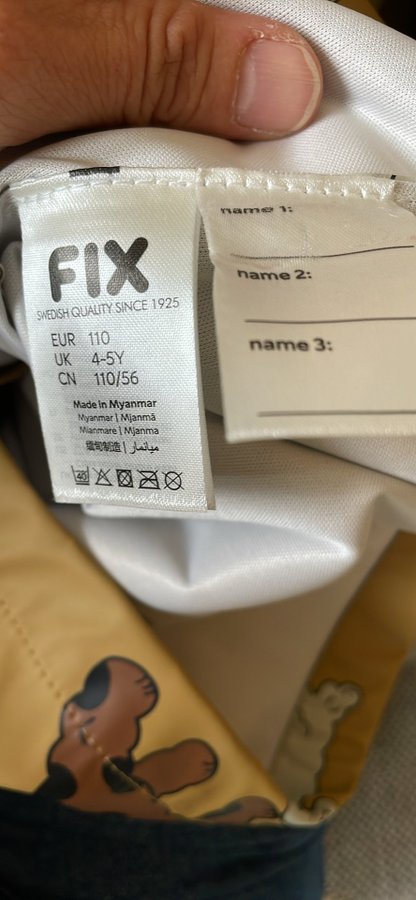 FIX
SWEDISH QUALITY SINCE 1925
EUR 110
UK 4-5Y
CN 110/56
Made in Myanmar
Myanmar | Mjanmā
Mianmare | Mjanma
缅甸制造 | ميانمار
40
name 1:
name 2:
name 3: